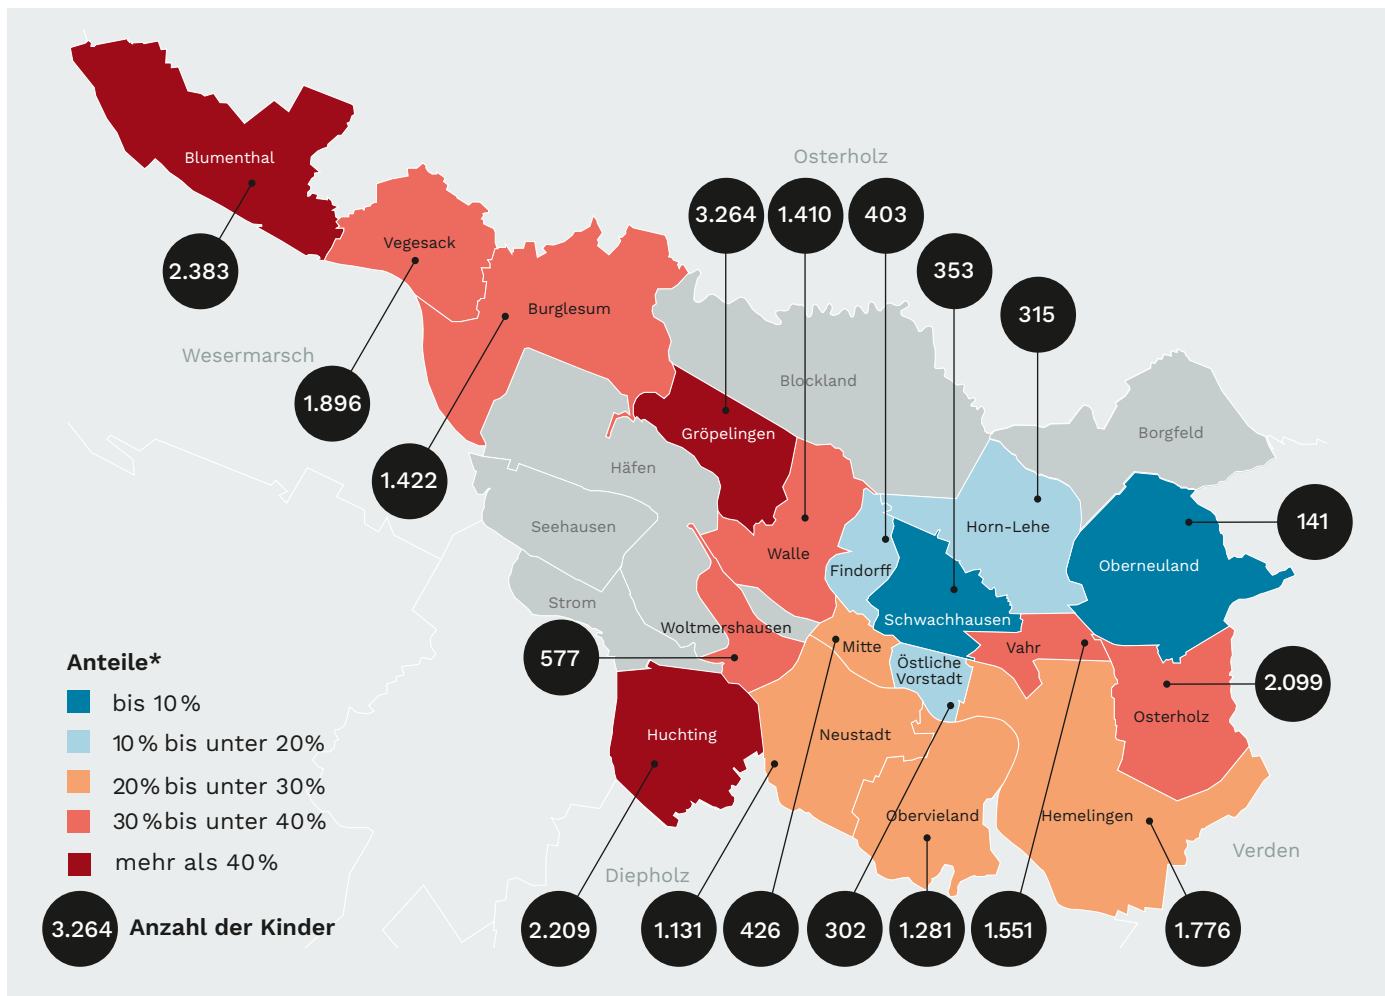 Osterholz
3.264
1.410
403
353
315
Blumenthal
2.383
Vegesack
Burglesum
Wesermarsch
1.896
1.422
Blockland
Borgfeld
Gröpelingen
Häfen
Seehausen
Strom
Walle
Findorff
Horn-Lehe
141
Oberneuland
Schwachhausen
Woltmershausen
577
Mitte
Östliche
Vorstadt
Vahr
2.099
Osterholz
Huchting
Neustadt
Obervieland
Hemelingen
Verden
Diepholz
Anteile*
bis 10 %
10 % bis unter 20%
20% bis unter 30%
30 % bis unter 40%
mehr als 40 %
3.264 Anzahl der Kinder
2.209
1.131
426
302
1.281
1.551
1.776